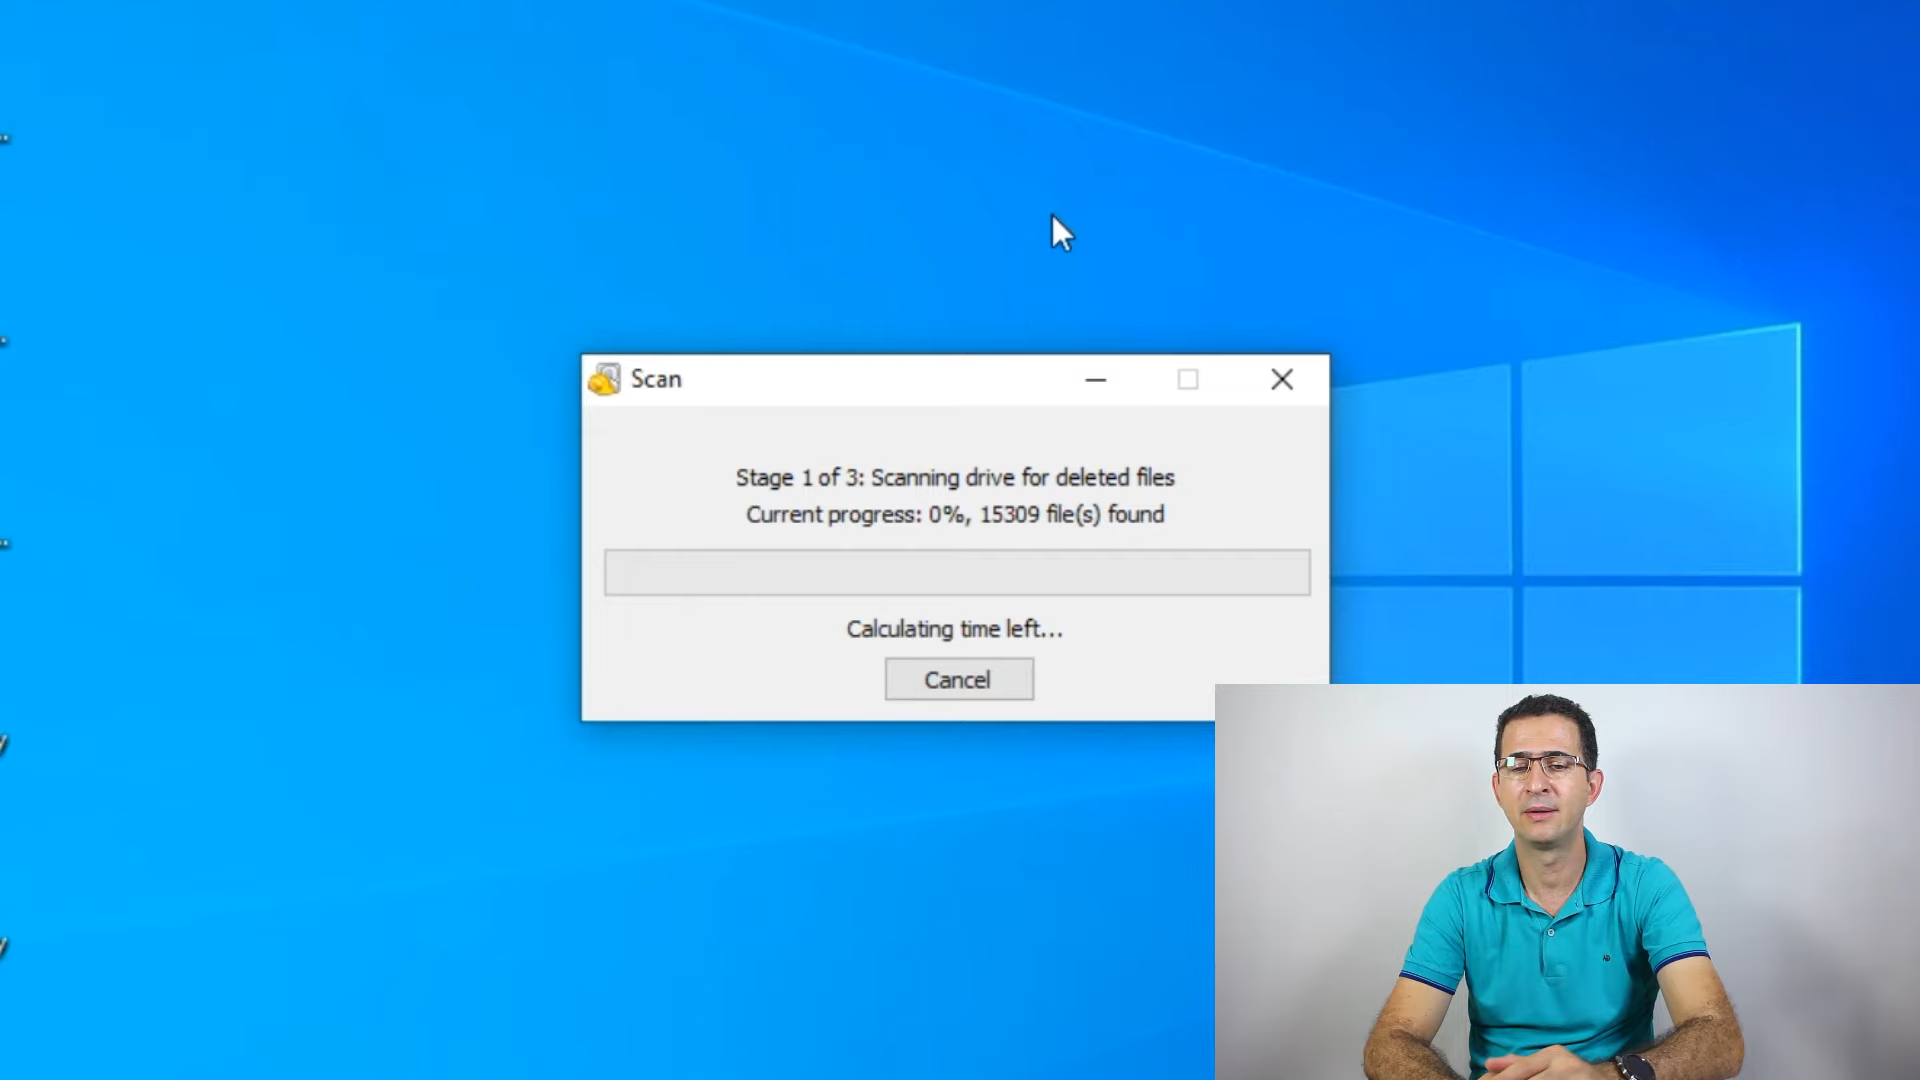 Scan
Stage 1 of 3: Scanning drive for deleted files
Current progress: 0%, 15309 file(s) found
Calculating time left...
Cancel